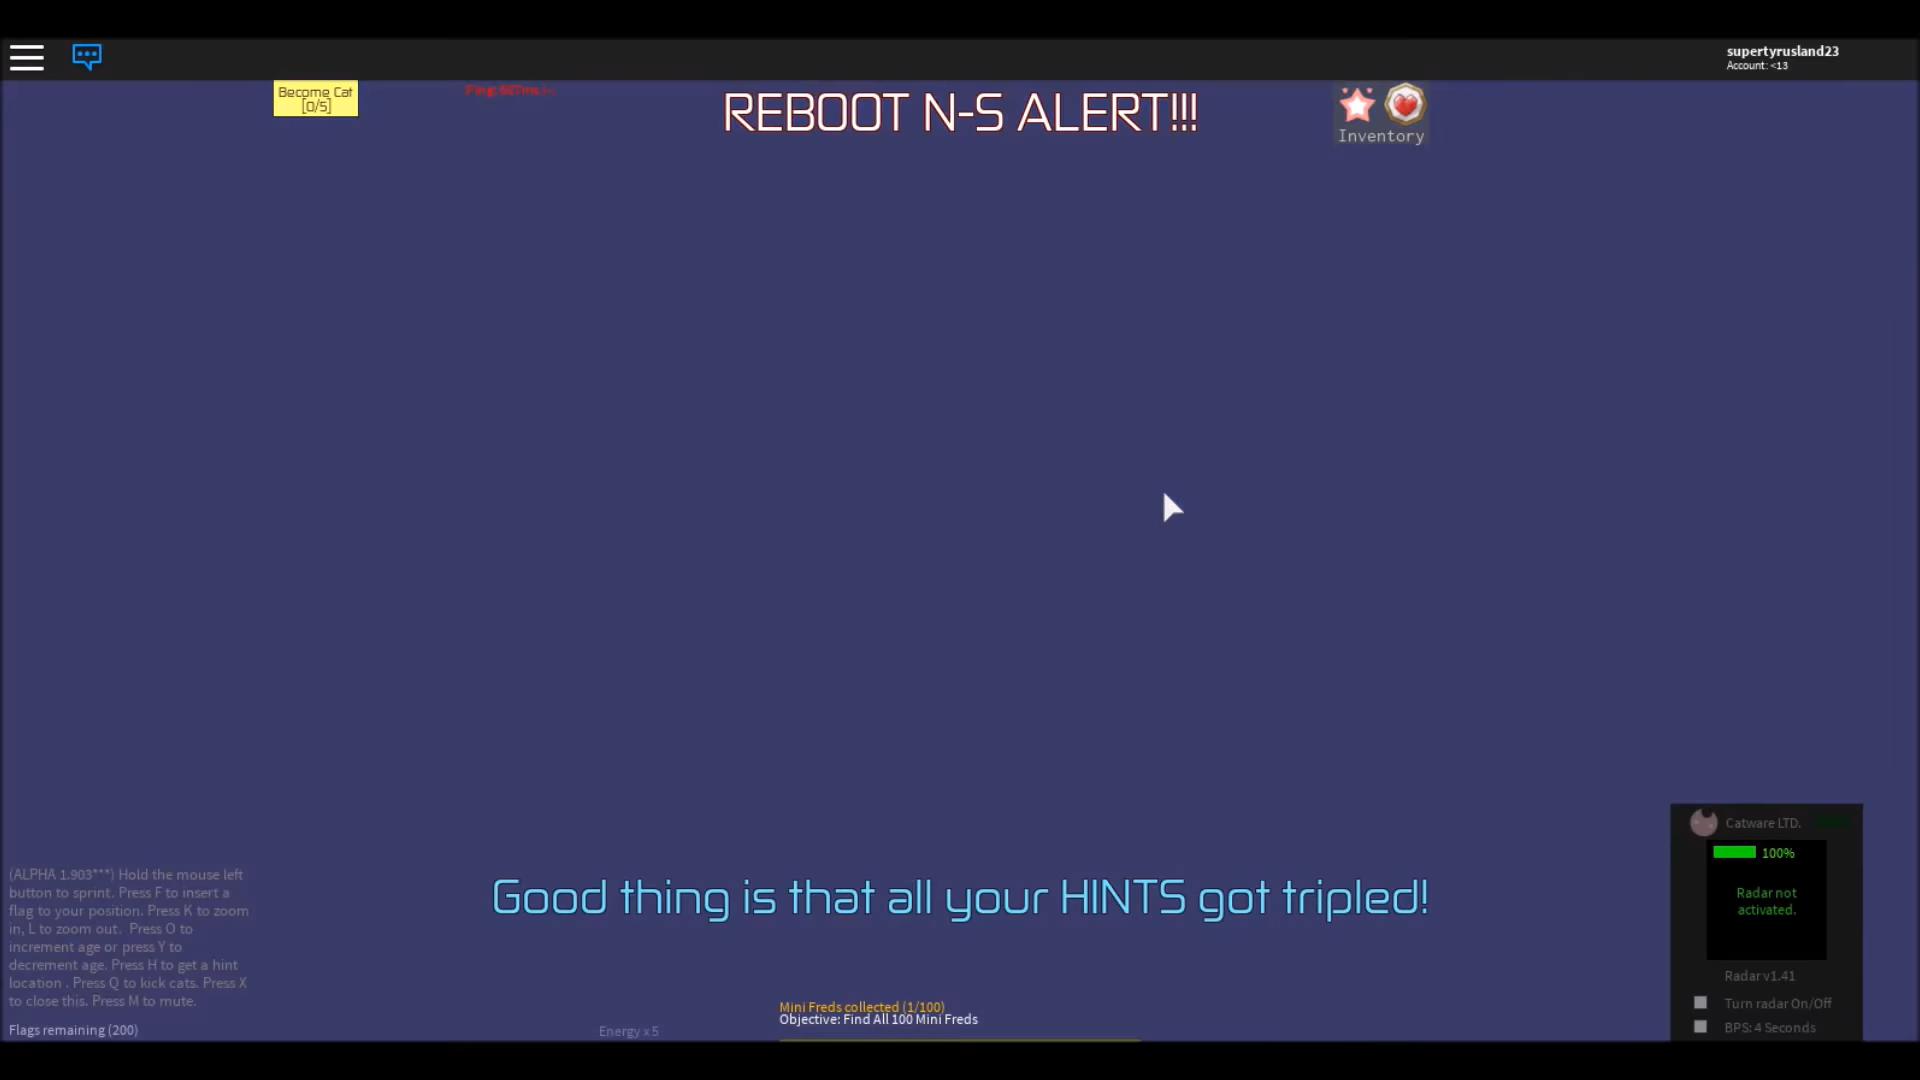 supertyrusland23
Account: <13
Become Cat
[0/5]
REBOOT N-S ALERT!!!
Inventory
Catware LTD.
100%
Radar not
activated.
(ALPHA 1.903***) Hold the mouse left
button to sprint. Press F to insert a
flag to your position. Press K to zoom
in, L to zoom out. Press O to
increment age or press Y to
decrement age. Press H to get a hint
location . Press Q to kick cats. Press X
to close this. Press M to mute.
Good thing is that all your HINTS got tripled!
Radar v1.41
Turn radar On/Off
BPS: 4 Seconds
Mini Freds collected (1/100)
Objective: Find All 100 Mini Freds
Flags remaining (200)
Energy x 5